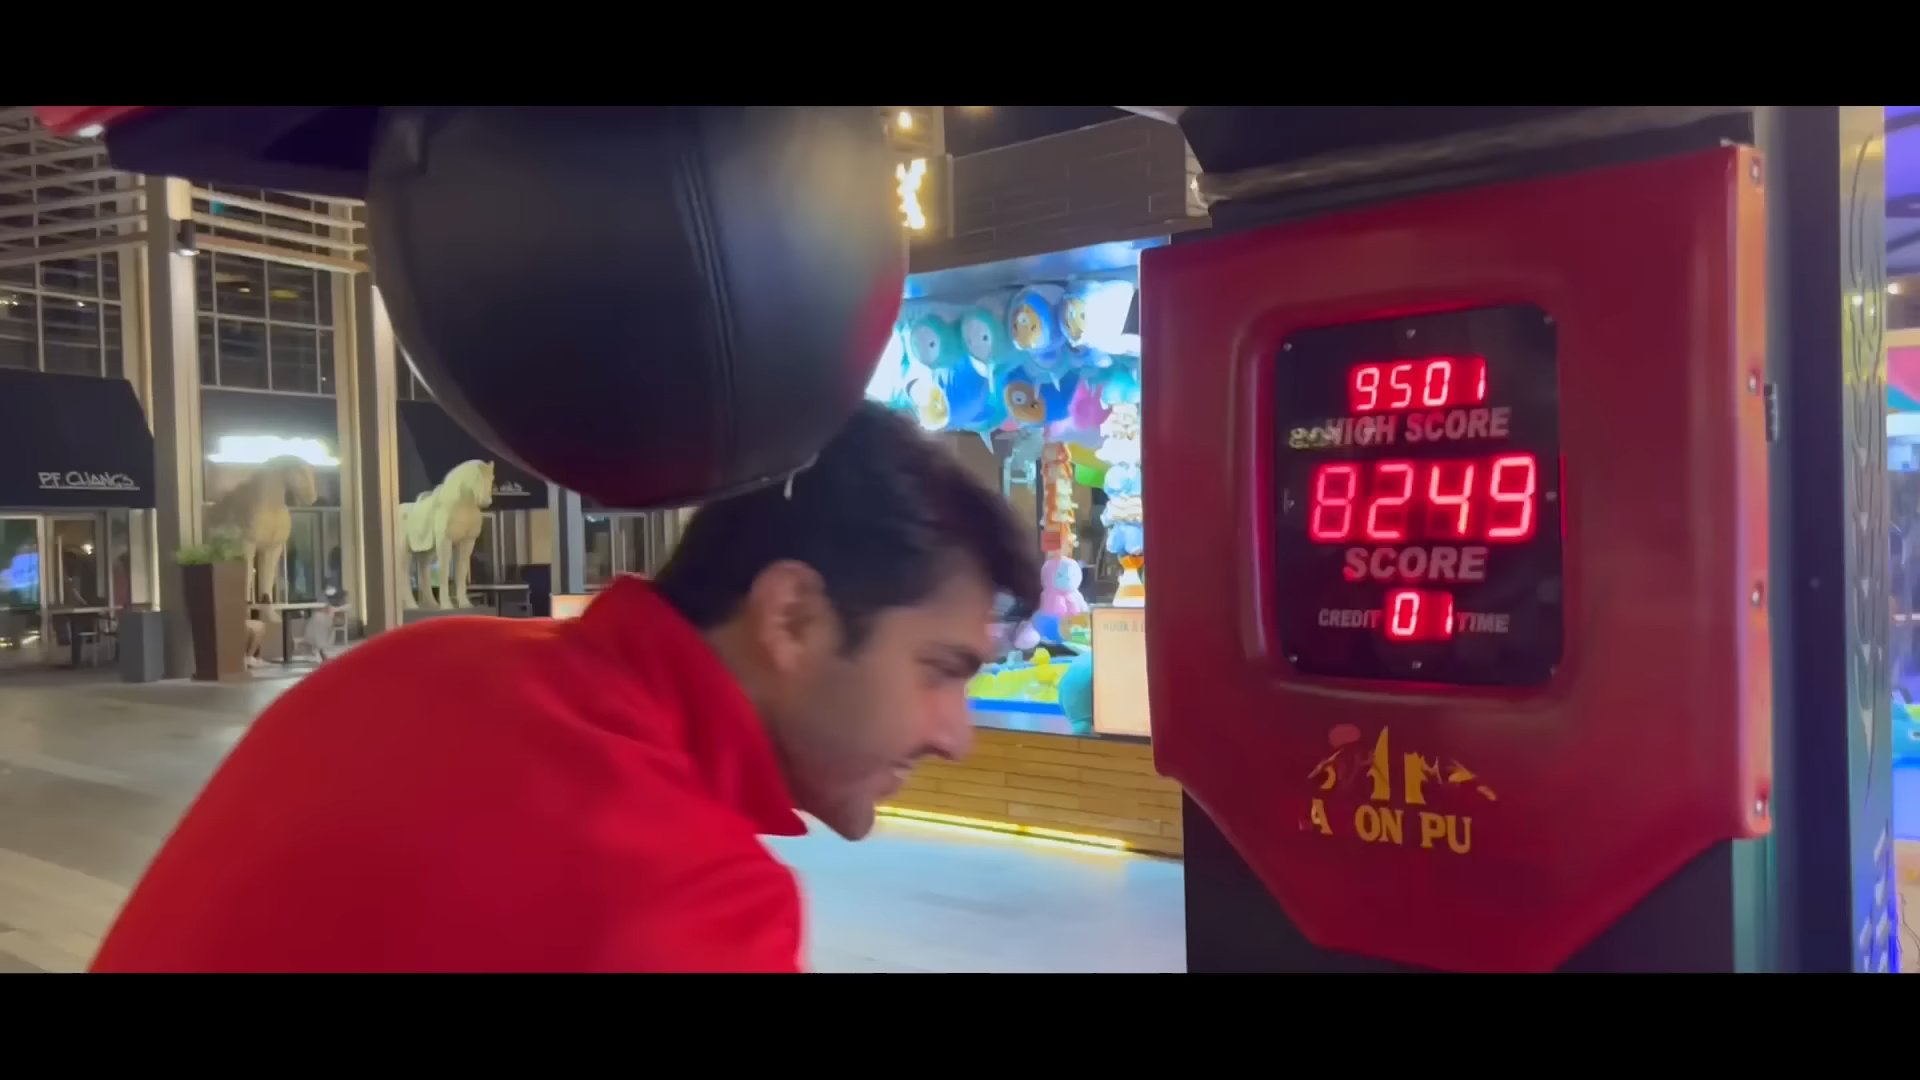 PF CHANG'S
9501
HIGH SCORE
8249
SCORE
CREDIT 01 TIME
A ON PU